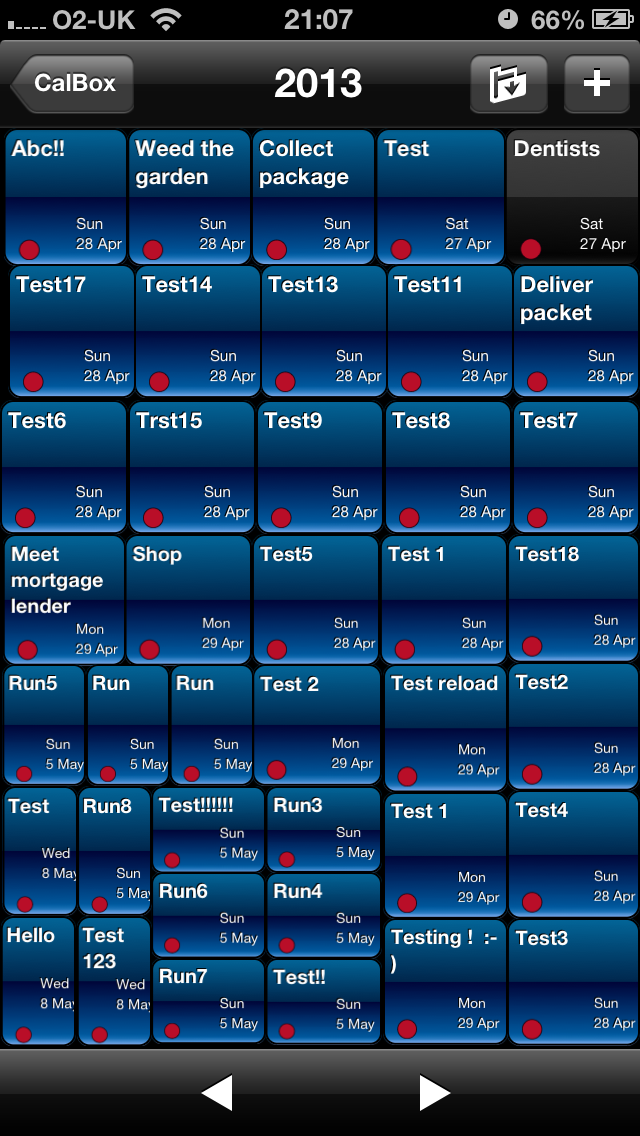 O2-UK 21:07 66%
CalBox 2013 +
Abc!!
Sun
28 Apr
Weed the
garden
Sun
28 Apr
Collect
package
Sun
28 Apr
Test
Sat
27 Apr
Dentists
Sat
27 Apr
Test17
Sun
28 Apr
Test14
Sun
28 Apr
Test13
Sun
28 Apr
Test11
Sun
28 Apr
Deliver
packet
Sun
28 Apr
Test6
Sun
28 Apr
Trst15
Sun
28 Apr
Test9
Sun
28 Apr
Test8
Sun
28 Apr
Test7
Sun
28 Apr
Meet
mortgage
lender
Mon
29 Apr
Shop
Mon
29 Apr
Test5
Sun
28 Apr
Test 1
Sun
28 Apr
Test18
Sun
28 Apr
Run5
Sun
5 May
Run
Sun
5 May
Run
Sun
5 May
Test 2
Mon
29 Apr
Test reload
Mon
29 Apr
Test2
Sun
28 Apr
Test
Wed
8 May
Run8
Sun
5 May
Test!!!!!!
Sun
5 May
Run3
Sun
5 May
Test 1
Mon
29 Apr
Test4
Sun
28 Apr
Run6
Sun
5 May
Run4
Sun
5 May
Hello
Wed
8 May
Test
123
Wed
8 May
Run7
Sun
5 May
Test!!
Sun
5 May
Testing ! :-
)
Mon
29 Apr
Test3
Sun
28 Apr